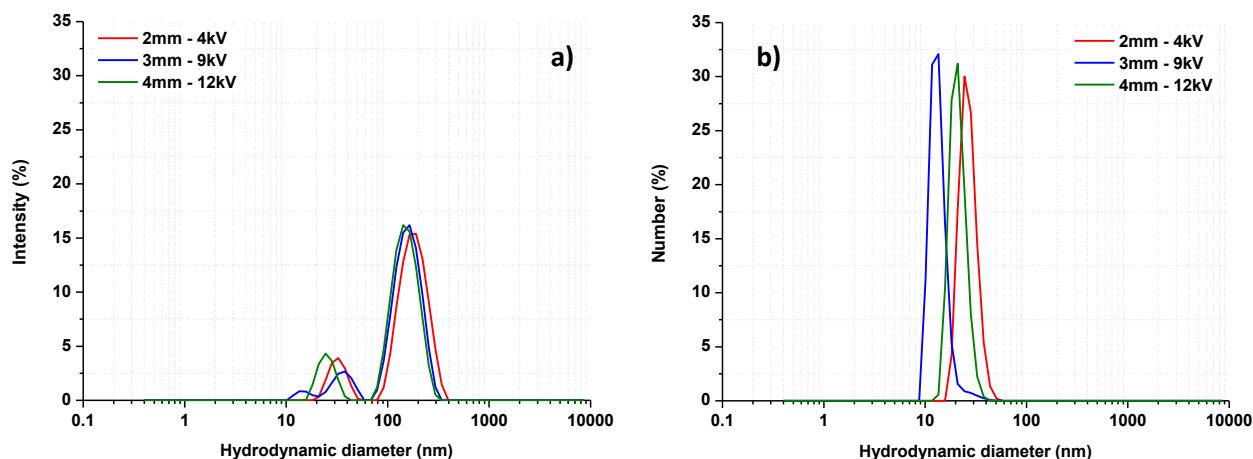 35
30
25
20
15
10
5
0
Intensity (%)
2mm - 4kV
3mm - 9kV
4mm - 12kV
a)
0.1 1 10 100 1000 10000
Hydrodynamic diameter (nm)
35
30
25
20
15
10
5
0
Number (%)
b)
2mm - 4kV
3mm - 9kV
4mm - 12kV
0.1 1 10 100 1000 10000
Hydrodynamic diameter (nm)